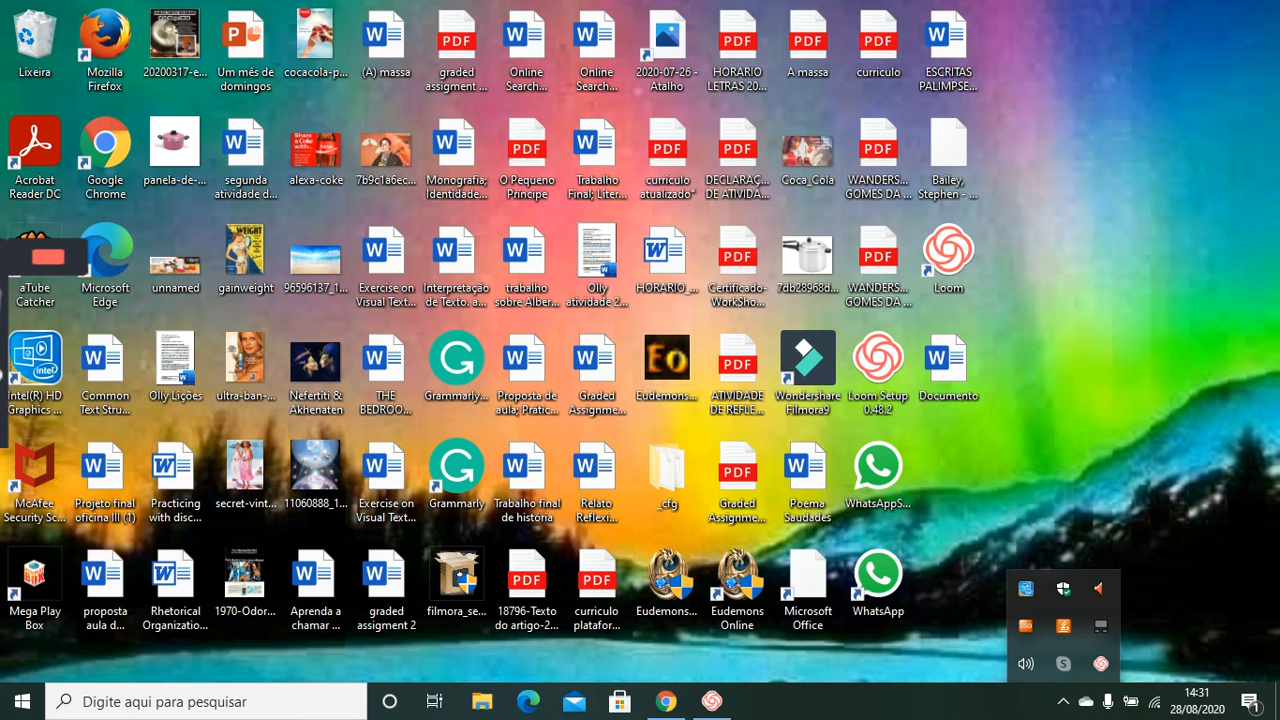 Lixeira
Mozilla
Firefox
20200317-e...
Um mês de
domingos
cocacola-p...
(A) massa
graded
assigment ...
Online
Search...
Online
Search...
2020-07-26 -
Atalho
HORARIO
LETRAS 20...
A massa
curriculo
ESCRITAS
PALIMPSE...
Acrobat
Reader DC
Google
Chrome
panela-de-...
segunda
atividade d...
alexa-coke
7b9c1a6ec...
Monografia;
Identidade...
O Pequeno
Principe
Trabalho
Final; Liter...
curriculo
atualizado"
DECLARAÇ...
DE ATIVIDA...
Coca_Cola
WANDERS...
GOMES DA ...
Bailey,
Stephen - ...
aTube
Catcher
Microsoft
Edge
unnamed
gainweight
96596137_1...
Exercise on
Visual Text...
Interpretação
de Texto. a...
trabalho
sobre Alber...
Olly
atividade 2...
HORÁRIO_...
Certificado-
WorkSho...
7db28968d...
WANDERS...
GOMES DA ...
Loom
Intel(R) HD
Graphics ...
Common
Text Stru...
Olly Lições
ultra-ban-...
Nefertiti &
Akhenaten
THE
BEDROO...
Grammarly...
Proposta de
aula; Prátic...
Graded
Assignme...
Eudemons...
ATIVIDADE
DE REFLE...
Wondershare
Filmora9
Loom Setup
0.48.2
Documento
McAfee
Security Sc...
Projeto final
oficina III (1)
Practicing
with disc...
secret-vint...
11060888_1...
Exercise on
Visual Text...
Grammarly
Trabalho final
de história
Relato
Reflexi...
_cfg
Graded
Assignme...
Poema
Saudades
WhatsAppS...
Mega Play
Box
proposta
aula d...
Rhetorical
Organizatio...
1970-Odor...
Aprenda a
chamar ...
graded
assigment 2
filmora_se...
18796-Texto
do artigo-2...
curriculo
platafor...
Eudemons...
Eudemons
Online
Microsoft
Office
WhatsApp
Digite aqui para pesquisar
14:31
28/08/2020